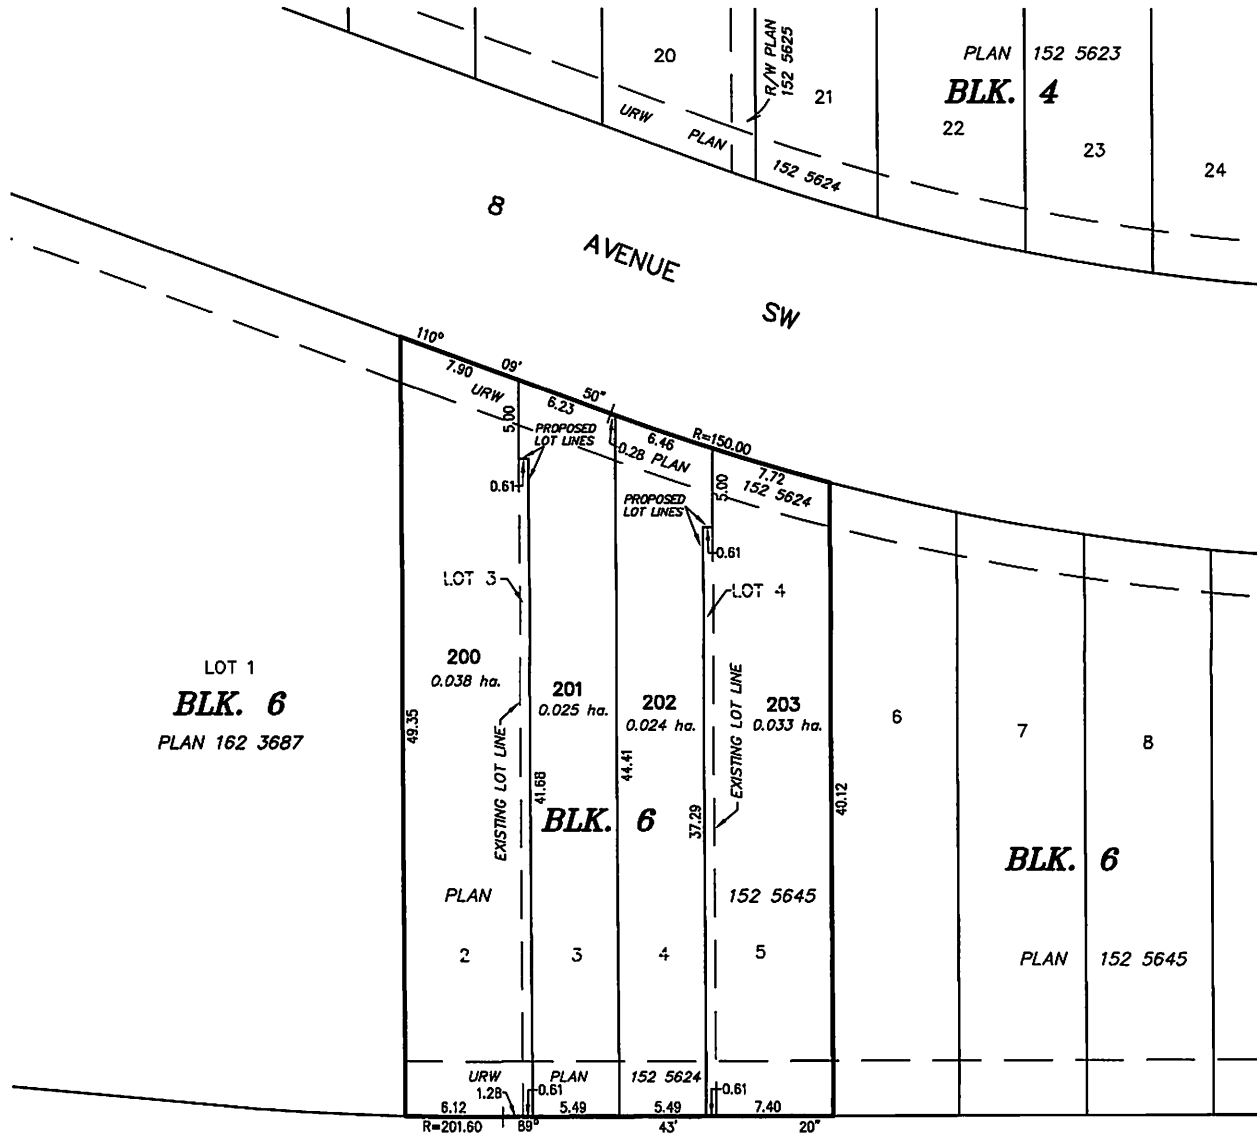 20
R/W PLAN
152 5625
21
PLAN 152 5623
BLK. 4
22
23
24
URW PLAN 152 5624
8 AVENUE SW
110° 09' 50"
7.90
URW
6.23
6.46
R=150.00
7.72
5.00
PROPOSED
LOT LINES
0.28
PLAN
152 5624
5.00
0.61
PROPOSED
LOT LINES
0.61
LOT 3
LOT 4
LOT 1
BLK. 6
PLAN 162 3687
200
0.038 ha.
201
0.025 ha.
202
0.024 ha.
203
0.033 ha.
6
7
8
49.35
EXISTING LOT LINE
41.68
44.41
37.29
EXISTING LOT LINE
40.12
BLK. 6
BLK. 6
PLAN 152 5645
2
3
4
5
PLAN 152 5645
URW PLAN 152 5624
1.28
0.61
0.61
6.12
5.49
5.49
7.40
R=201.60
89° 43' 20"